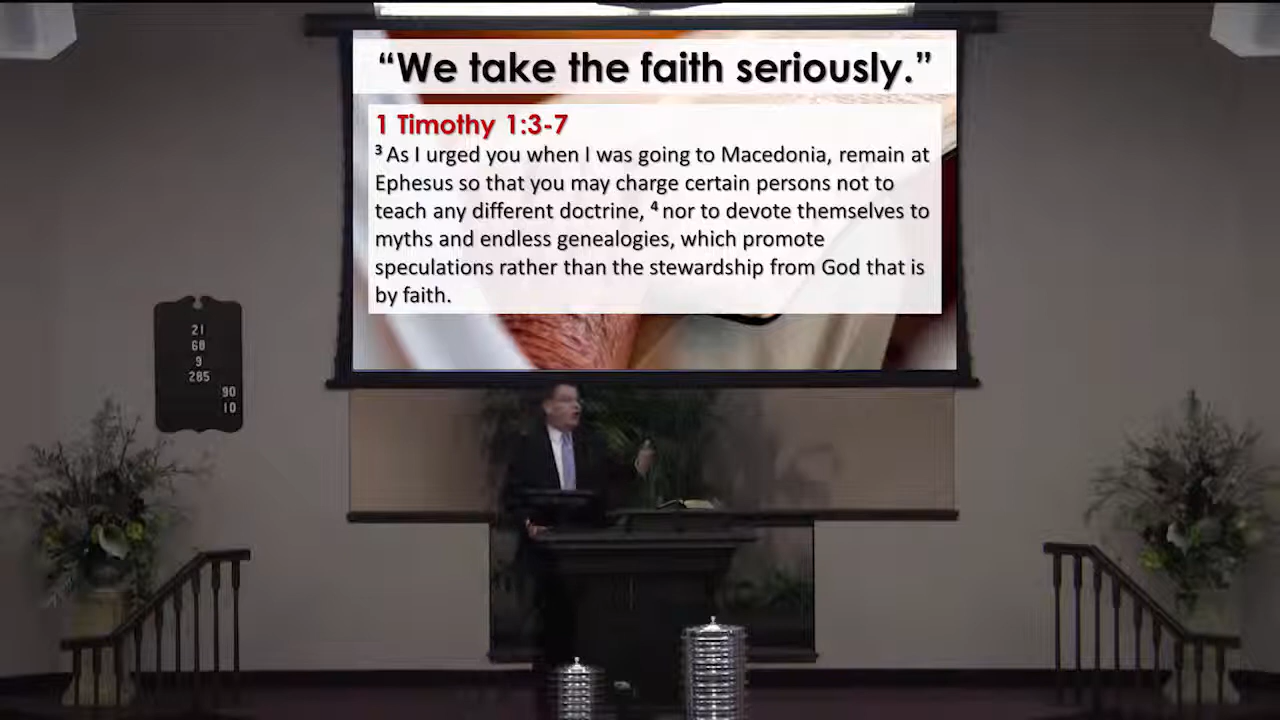 “We take the faith seriously.”
1 Timothy 1:3-7
3 As I urged you when I was going to Macedonia, remain at
Ephesus so that you may charge certain persons not to
teach any different doctrine, 4 nor to devote themselves to
myths and endless genealogies, which promote
speculations rather than the stewardship from God that is
by faith.
21
60
9
285
90
10